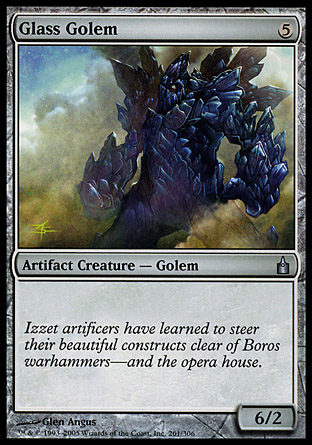 Glass Golem 5
Artifact Creature — Golem
Izzet artificers have learned to steer
their beautiful constructs clear of Boros
warhammers—and the opera house.
Glen Angus
6/2
™ & © 1993–2005 Wizards of the Coast, Inc. 261/306